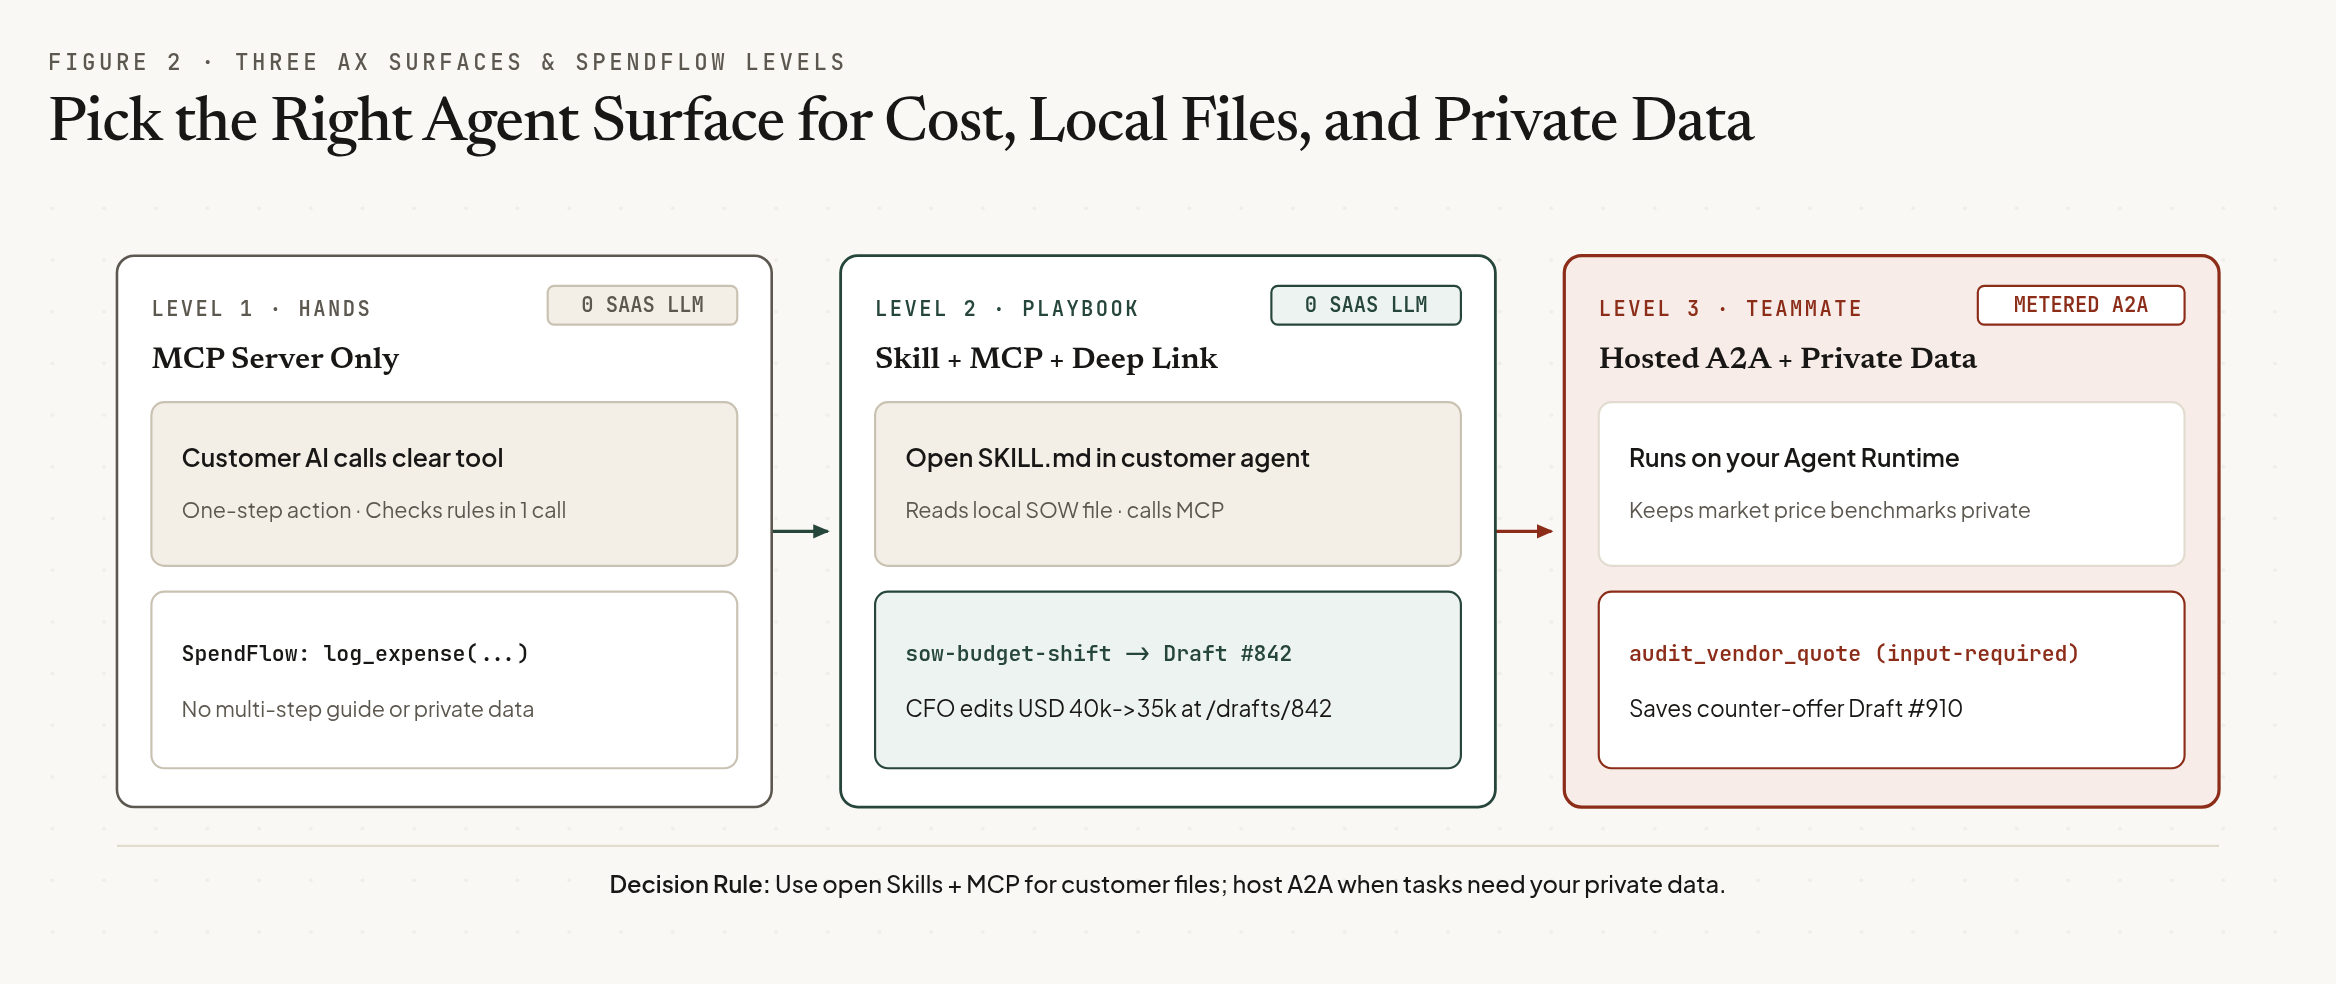 FIGURE 2 · THREE AX SURFACES & SPENDFLOW LEVELS
Pick the Right Agent Surface for Cost, Local Files, and Private Data
LEVEL 1 · HANDS
0 SAAS LLM
MCP Server Only
Customer AI calls clear tool
One-step action · Checks rules in 1 call
SpendFlow: log_expense(...)
No multi-step guide or private data
LEVEL 2 · PLAYBOOK
0 SAAS LLM
Skill + MCP + Deep Link
Open SKILL.md in customer agent
Reads local SOW file · calls MCP
sow-budget-shift → Draft #842
CFO edits USD 40k->35k at /drafts/842
LEVEL 3 · TEAMMATE
METERED A2A
Hosted A2A + Private Data
Runs on your Agent Runtime
Keeps market price benchmarks private
audit_vendor_quote (input-required)
Saves counter-offer Draft #910
Decision Rule: Use open Skills + MCP for customer files; host A2A when tasks need your private data.